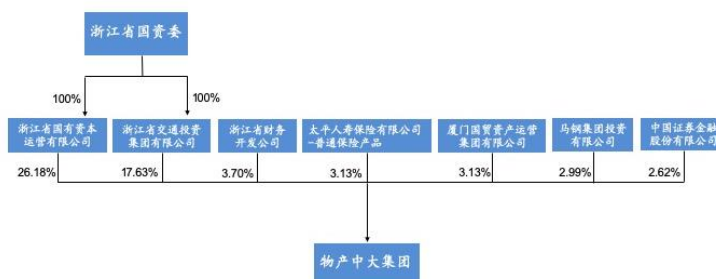 浙江省国资委
100%
100%
浙江省国有资本
运营有限公司
浙江省交通投资
集团有限公司
浙江省财务
开发公司
太平人寿保险有限公司
-普通保险产品
厦门国贸资产运营
集团有限公司
马钢集团投资
有限公司
中国证券金融
股份有限公司
26.18%
17.63%
3.70%
3.13%
3.13%
2.99%
2.62%
物产中大集团